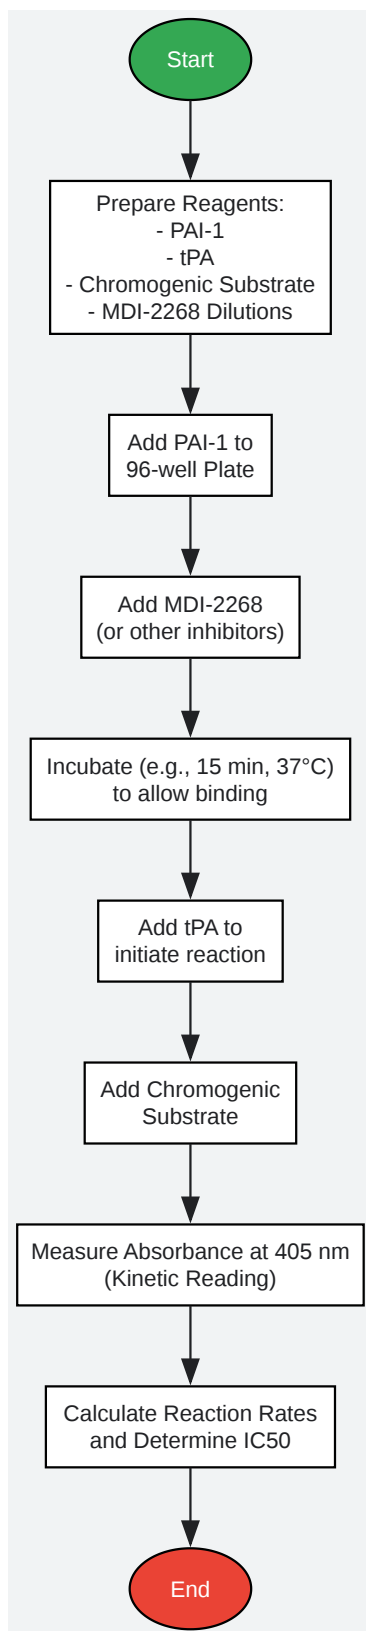 Start
Prepare Reagents:
- PAI-1
- tPA
- Chromogenic Substrate
- MDI-2268 Dilutions
Add PAI-1 to
96-well Plate
Add MDI-2268
(or other inhibitors)
Incubate (e.g., 15 min, 37°C)
to allow binding
Add tPA to
initiate reaction
Add Chromogenic
Substrate
Measure Absorbance at 405 nm
(Kinetic Reading)
Calculate Reaction Rates
and Determine IC50
End